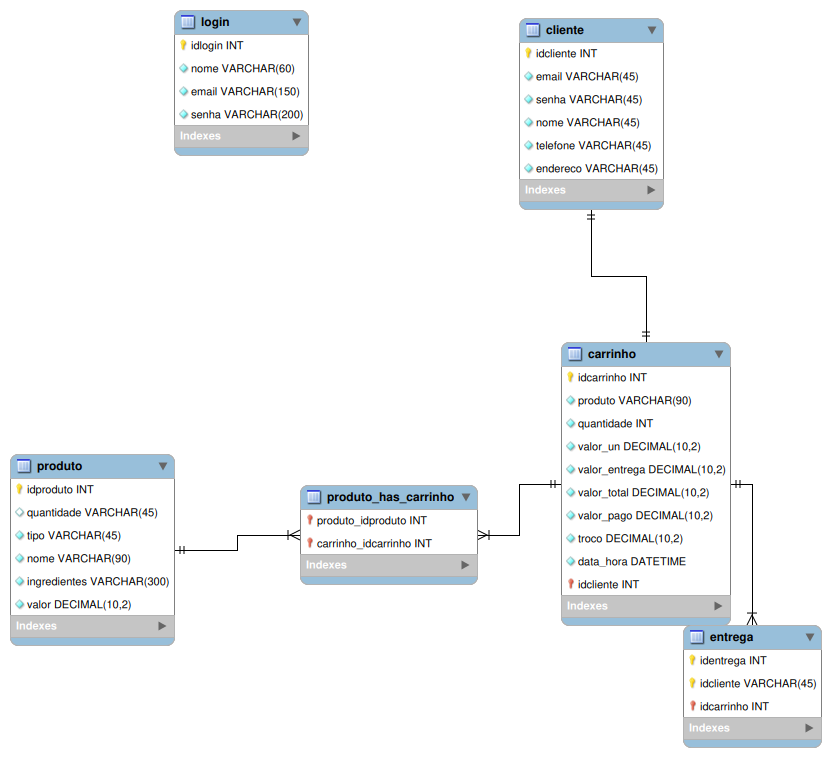 login
idlogin INT
nome VARCHAR(60)
email VARCHAR(150)
senha VARCHAR(200)
Indexes
cliente
idcliente INT
email VARCHAR(45)
senha VARCHAR(45)
nome VARCHAR(45)
telefone VARCHAR(45)
endereco VARCHAR(45)
Indexes
carrinho
idcarrinho INT
produto VARCHAR(90)
quantidade INT
valor_un DECIMAL(10,2)
valor_entrega DECIMAL(10,2)
valor_total DECIMAL(10,2)
valor_pago DECIMAL(10,2)
troco DECIMAL(10,2)
data_hora DATETIME
idcliente INT
Indexes
produto
idproduto INT
quantidade VARCHAR(45)
tipo VARCHAR(45)
nome VARCHAR(90)
ingredientes VARCHAR(300)
valor DECIMAL(10,2)
Indexes
produto_has_carrinho
produto_idproduto INT
carrinho_idcarrinho INT
Indexes
entrega
identrega INT
idcliente VARCHAR(45)
idcarrinho INT
Indexes